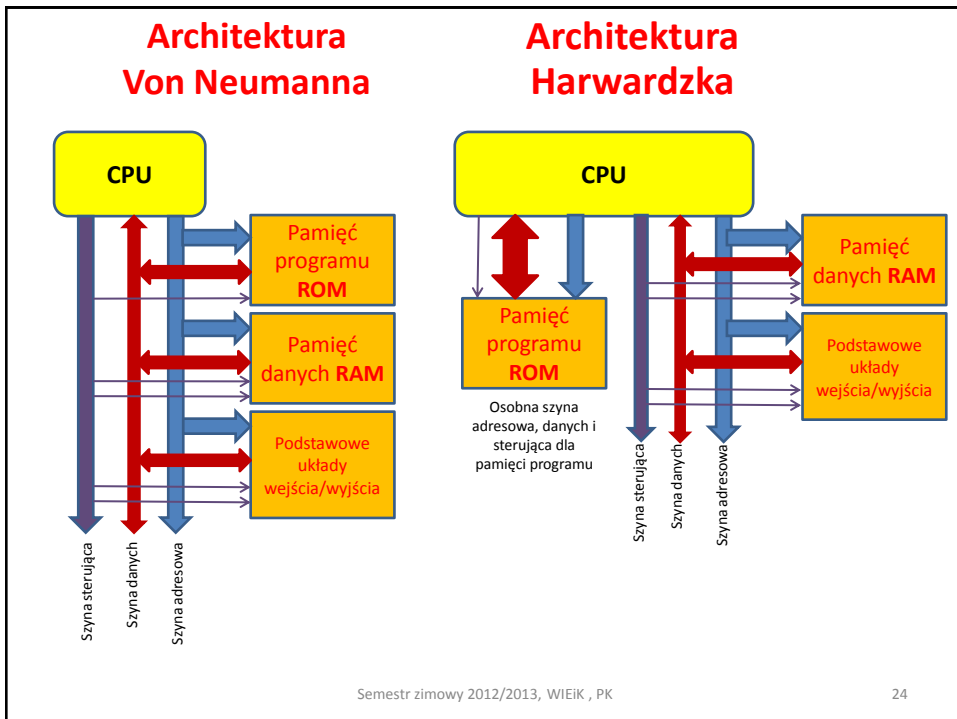 Architektura
Von Neumanna
CPU
Pamięć
programu
ROM
Pamięć
danych RAM
Podstawowe
układy
wejścia/wyjścia
Szyna sterująca
Szyna danych
Szyna adresowa
Architektura
Harwardzka
CPU
Pamięć
programu
ROM
Osobna szyna
adresowa, danych i
sterująca dla
pamięci programu
Pamięć
danych RAM
Podstawowe
układy
wejścia/wyjścia
Szyna sterująca
Szyna danych
Szyna adresowa
Semestr zimowy 2012/2013, WIEiK , PK
24